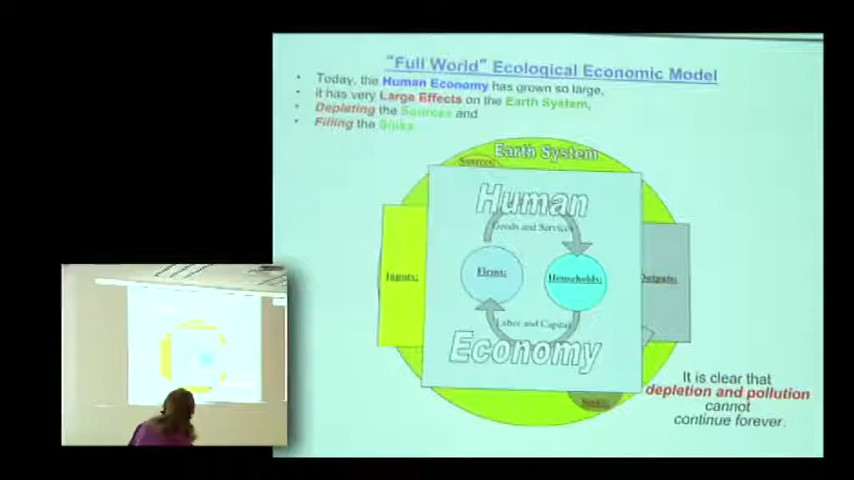 "Full World" Ecological Economic Model
• Today, the Human Economy has grown so large,
• it has very Large Effects on the Earth System,
• Depleting the Sources and
• Filling the Sinks
Earth System
Sources:
Human
Goods and Services
Inputs:
Firms:
Households:
Outputs:
Labor and Capital
Economy
It is clear that
depletion and pollution
cannot
continue forever.
Sinks: